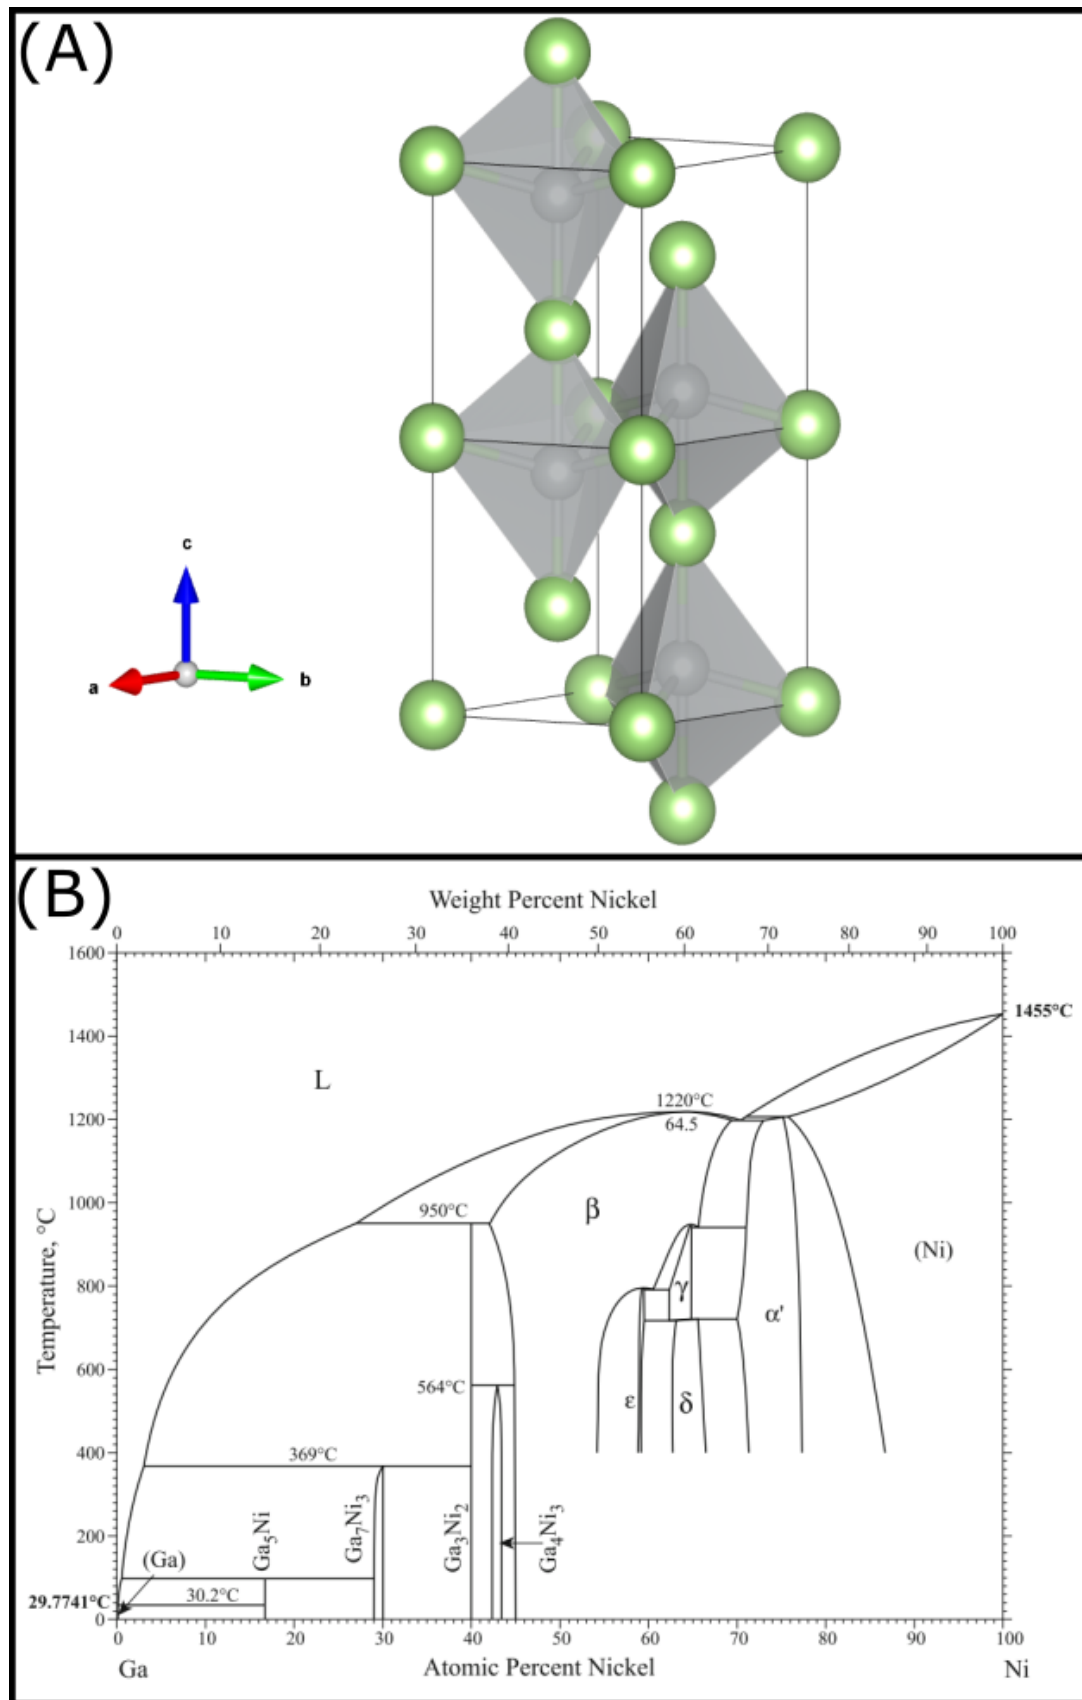 (A)
c
a
b
(B)
Weight Percent Nickel
0 10 20 30 40 50 60 70 80 90 100
1600
1455°C
1400
L
1220°C
1200
64.5
1000
950°C
β
(Ni)
800
γ
α'
Temperature, °C
600
564°C
ε
δ
400
369°C
Ga5Ni
Ga7Ni3
Ga3Ni2
Ga4Ni3
200
(Ga)
30.2°C
29.7741°C
0
0 10 20 30 40 50 60 70 80 90 100
Ga
Atomic Percent Nickel
Ni